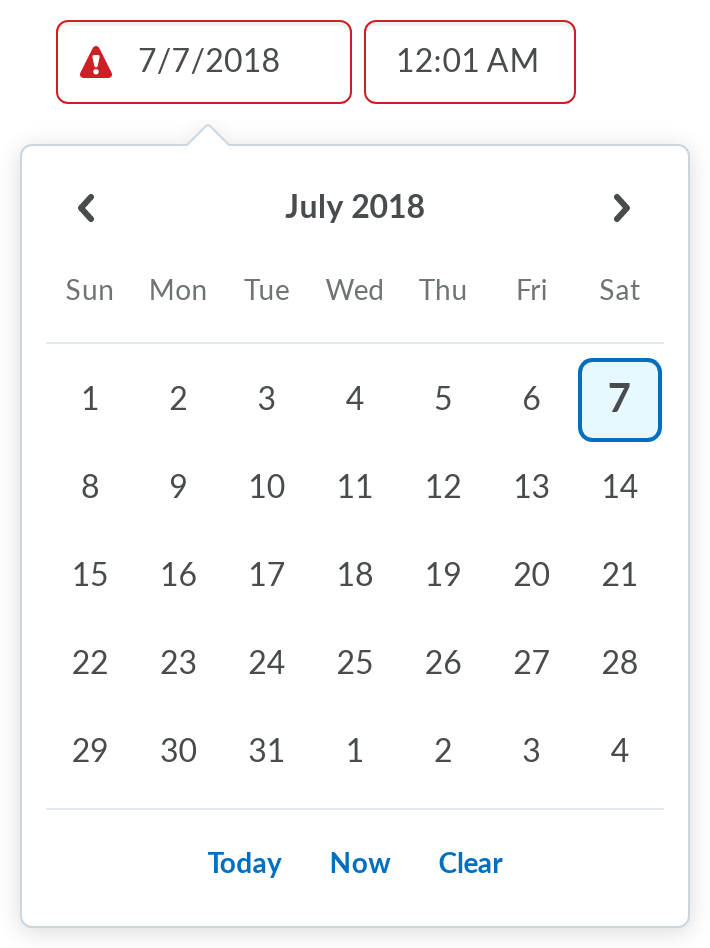 7/7/2018 12:01 AM
July 2018
Sun Mon Tue Wed Thu Fri Sat
1 2 3 4 5 6 7
8 9 10 11 12 13 14
15 16 17 18 19 20 21
22 23 24 25 26 27 28
29 30 31 1 2 3 4
Today Now Clear